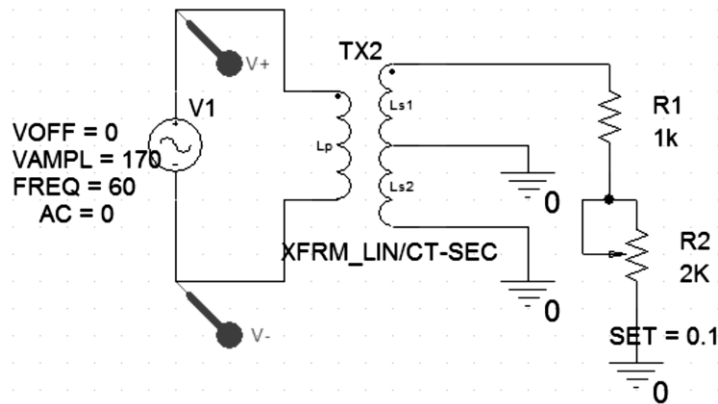 V+
TX2
V1
VOFF = 0
VAMPL = 170
FREQ = 60
AC = 0
Lp
Ls1
Ls2
R1
1k
0
XFRM_LIN/CT-SEC
R2
2K
0
V-
SET = 0.1
0